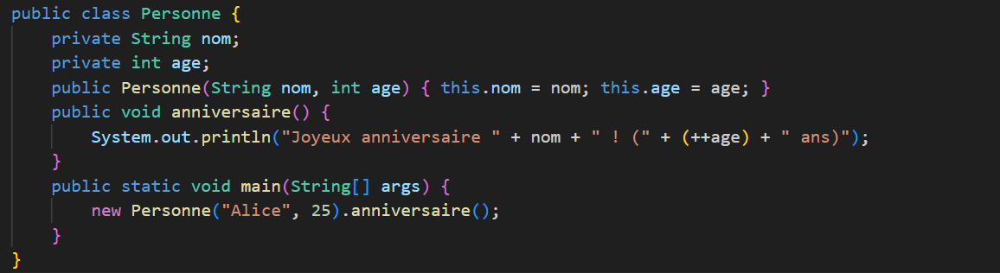 public class Personne {
    private String nom;
    private int age;
    public Personne(String nom, int age) { this.nom = nom; this.age = age; }
    public void anniversaire() {
        System.out.println("Joyeux anniversaire " + nom + " ! (" + (++age) + " ans)");
    }
    public static void main(String[] args) {
        new Personne("Alice", 25).anniversaire();
    }
}